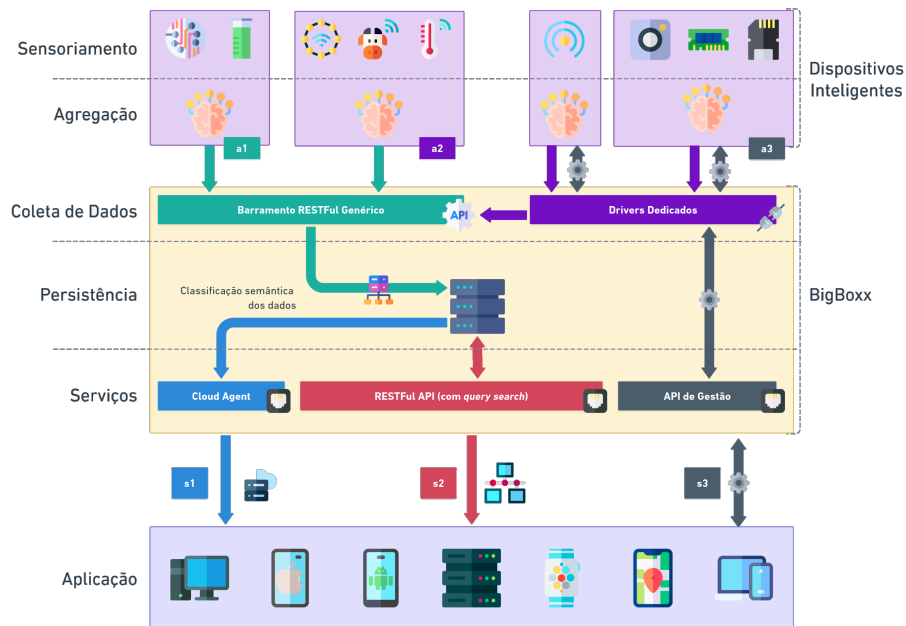 Sensoriamento
Dispositivos
Inteligentes
Agregação
a1
a2
a3
Coleta de Dados
Barramento RESTFul Genérico
API
Drivers Dedicados
Persistência
Classificação semântica
dos dados
BigBoxx
Serviços
Cloud Agent
RESTFul API (com query search)
API de Gestão
s1
s2
s3
Aplicação